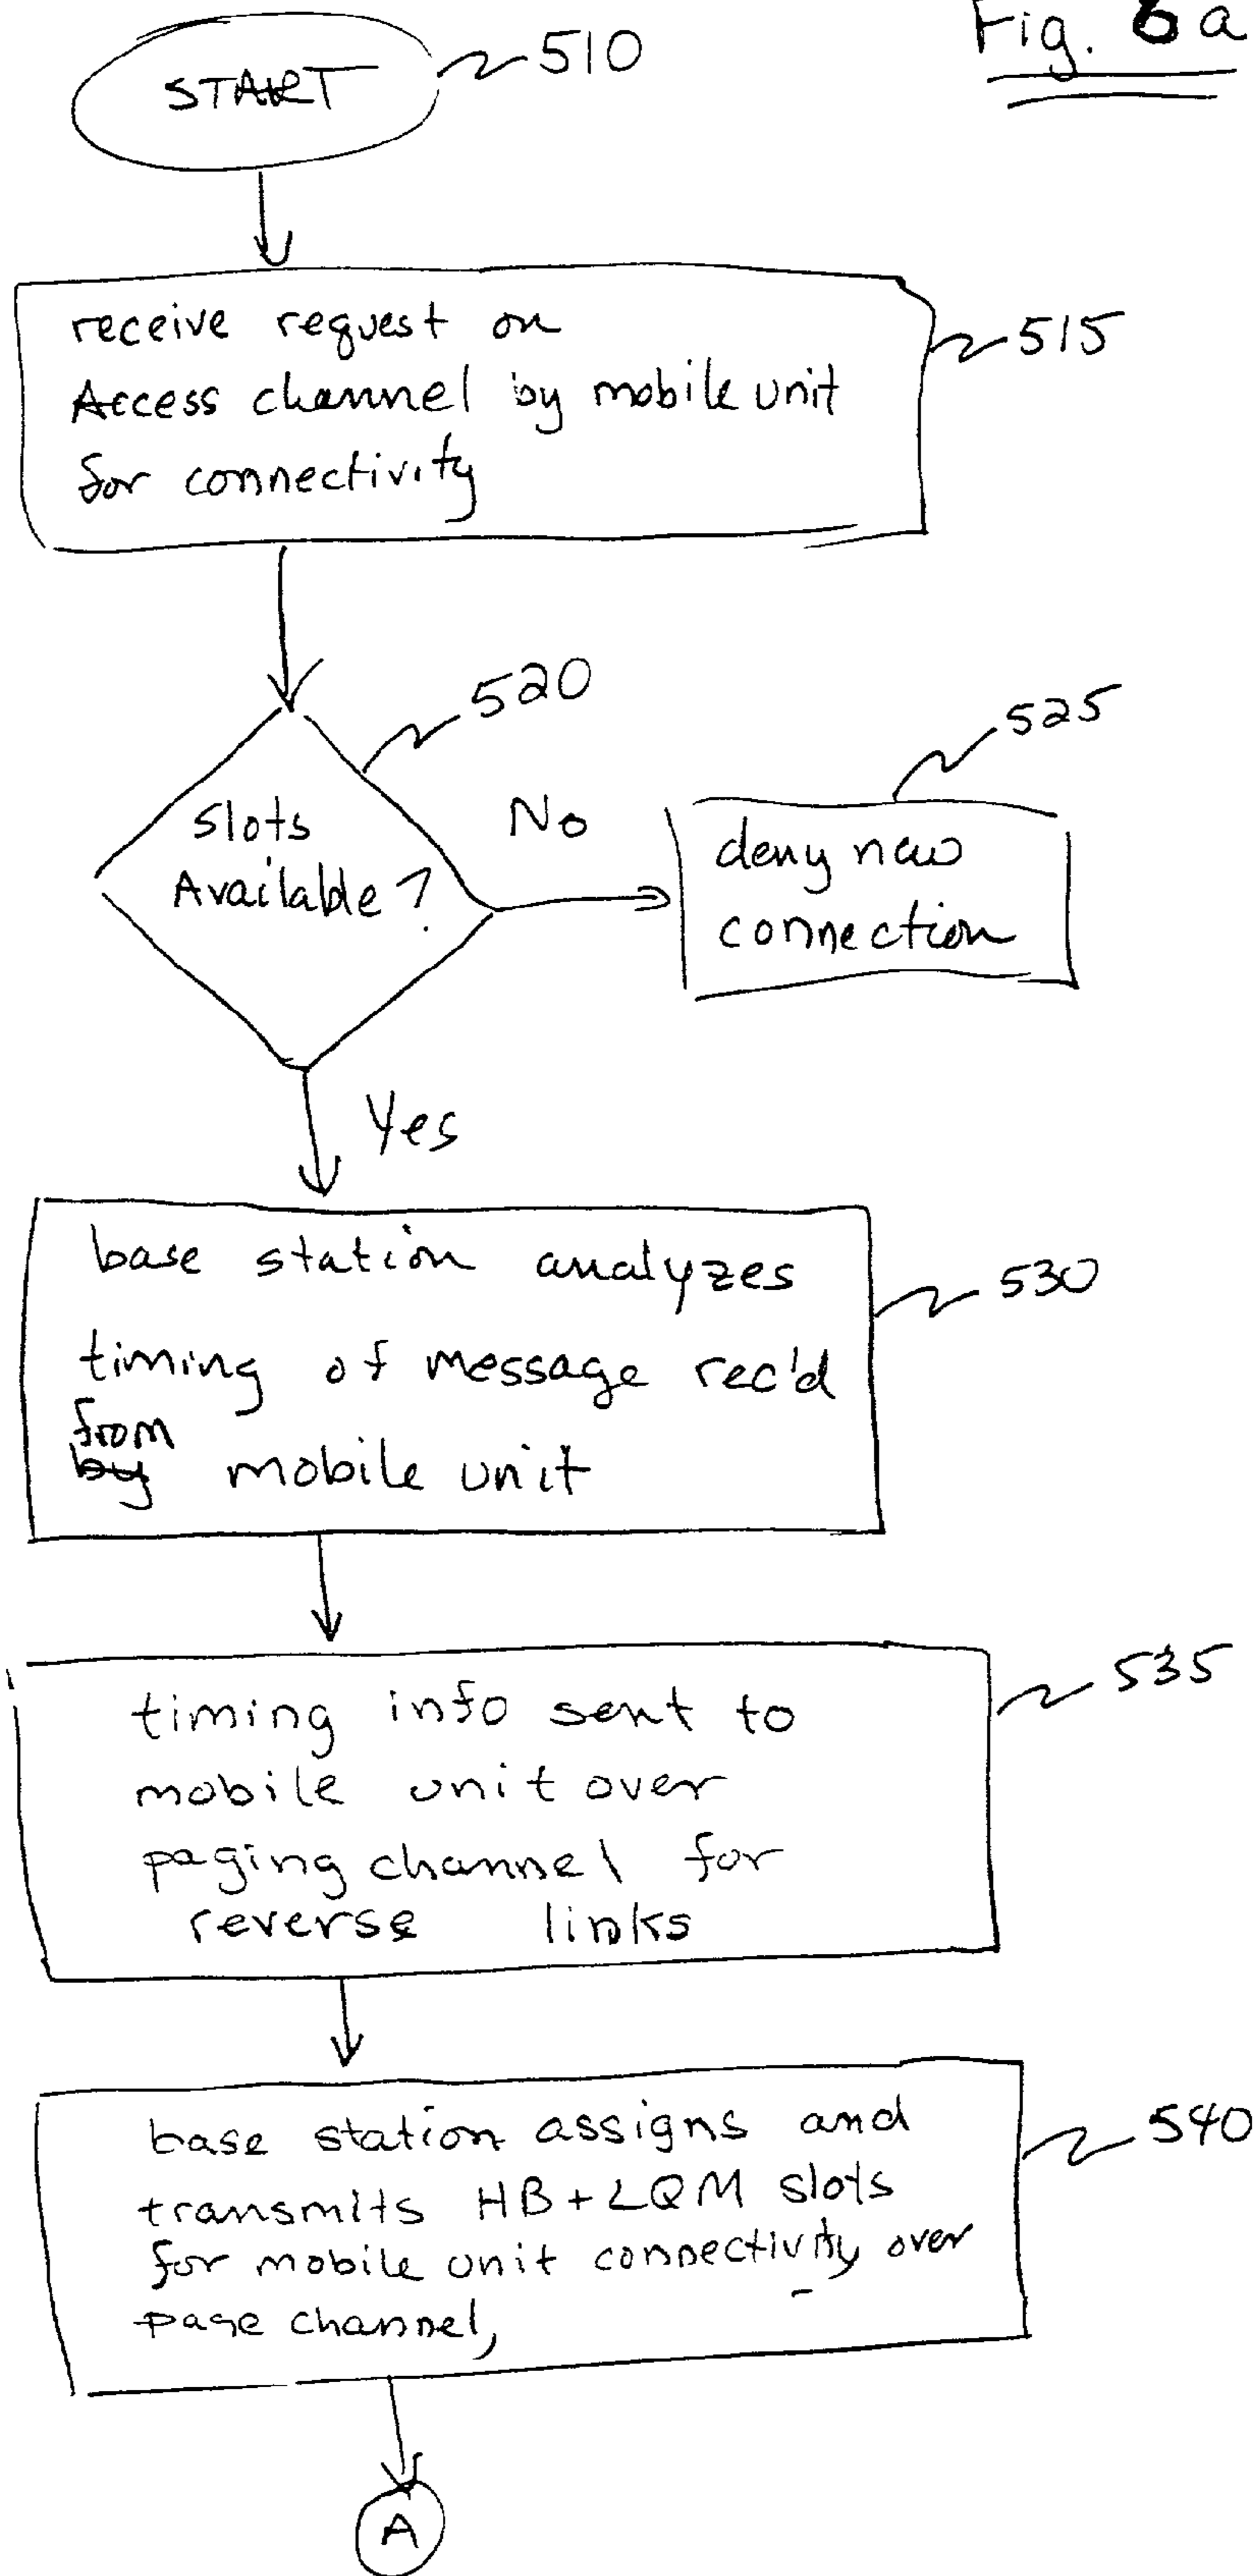 Fig. 6a
START
510
receive request on
Access channel by mobile unit
for connectivity
515
520
Slots
Available?
No
525
deny new
connection
Yes
base station analyzes
timing of message rec'd
from
by mobile unit
530
timing info sent to
mobile unit over
paging channel for
reverse links
535
base station assigns and
transmits HB+LQM slots
for mobile unit connectivity over
page channel,
540
A